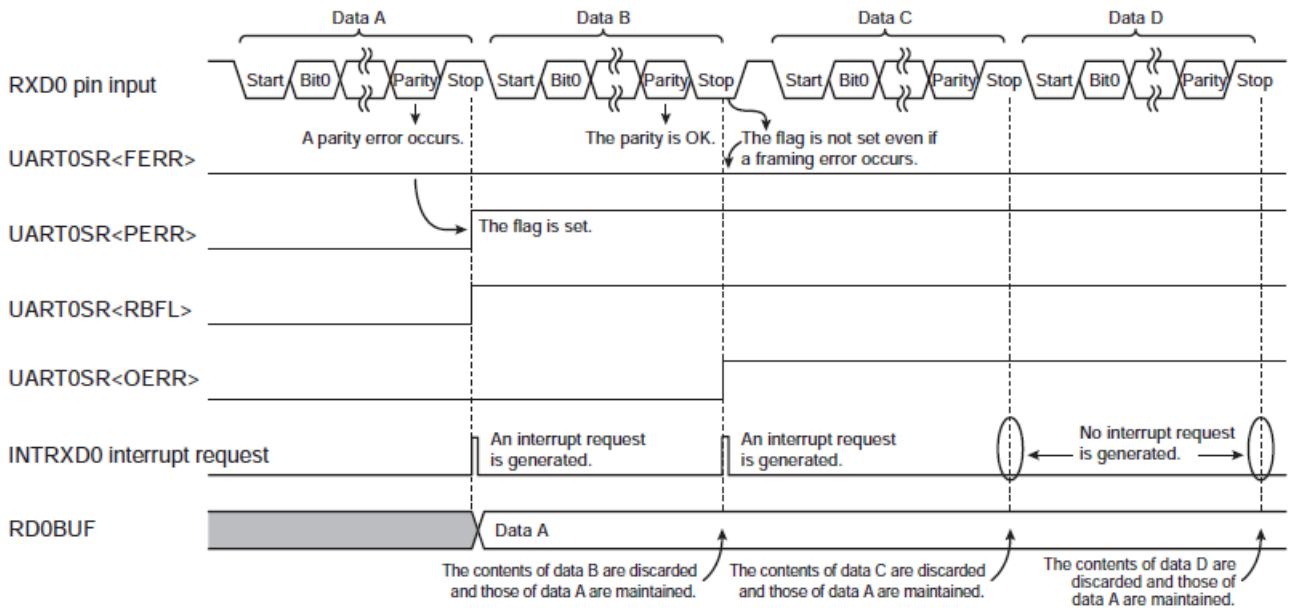 Data A
Data B
Data C
Data D
RXD0 pin input
Start Bit0 Parity Stop Start Bit0 Parity Stop Start Bit0 Parity Stop Start Bit0 Parity Stop
A parity error occurs.
The parity is OK.
The flag is not set even if
a framing error occurs.
UART0SR<FERR>
UART0SR<PERR>
The flag is set.
UART0SR<RBFL>
UART0SR<OERR>
INTRXD0 interrupt request
An interrupt request
is generated.
An interrupt request
is generated.
No interrupt request
is generated.
RD0BUF
Data A
The contents of data B are discarded
and those of data A are maintained.
The contents of data C are discarded
and those of data A are maintained.
The contents of data D are
discarded and those of
data A are maintained.